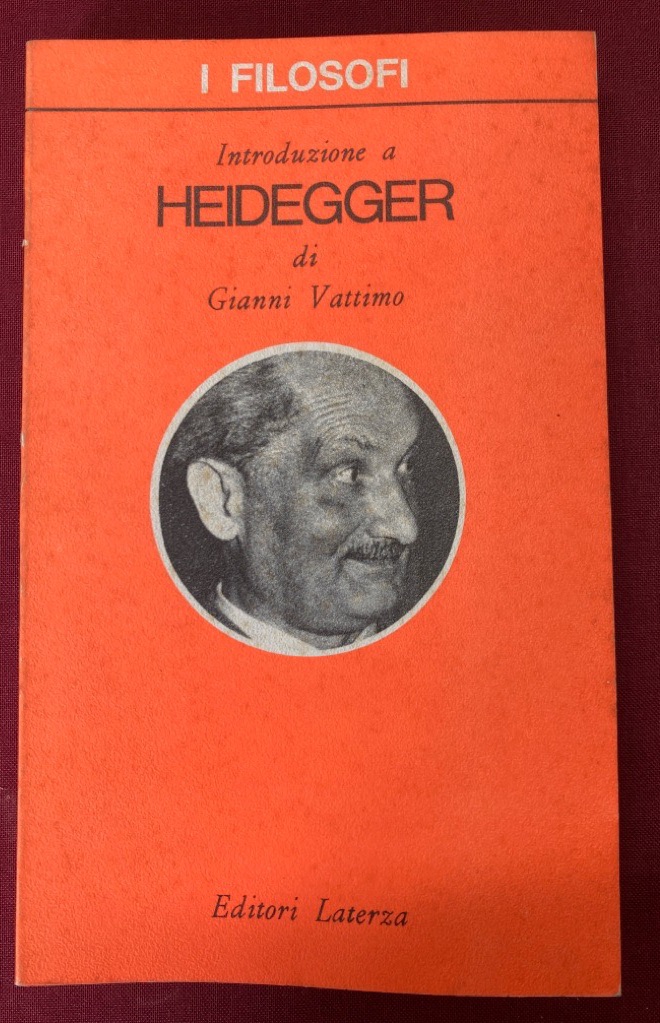 I FILOSOFI
Introduzione a
HEIDEGGER
di
Gianni Vattimo
Editori Laterza